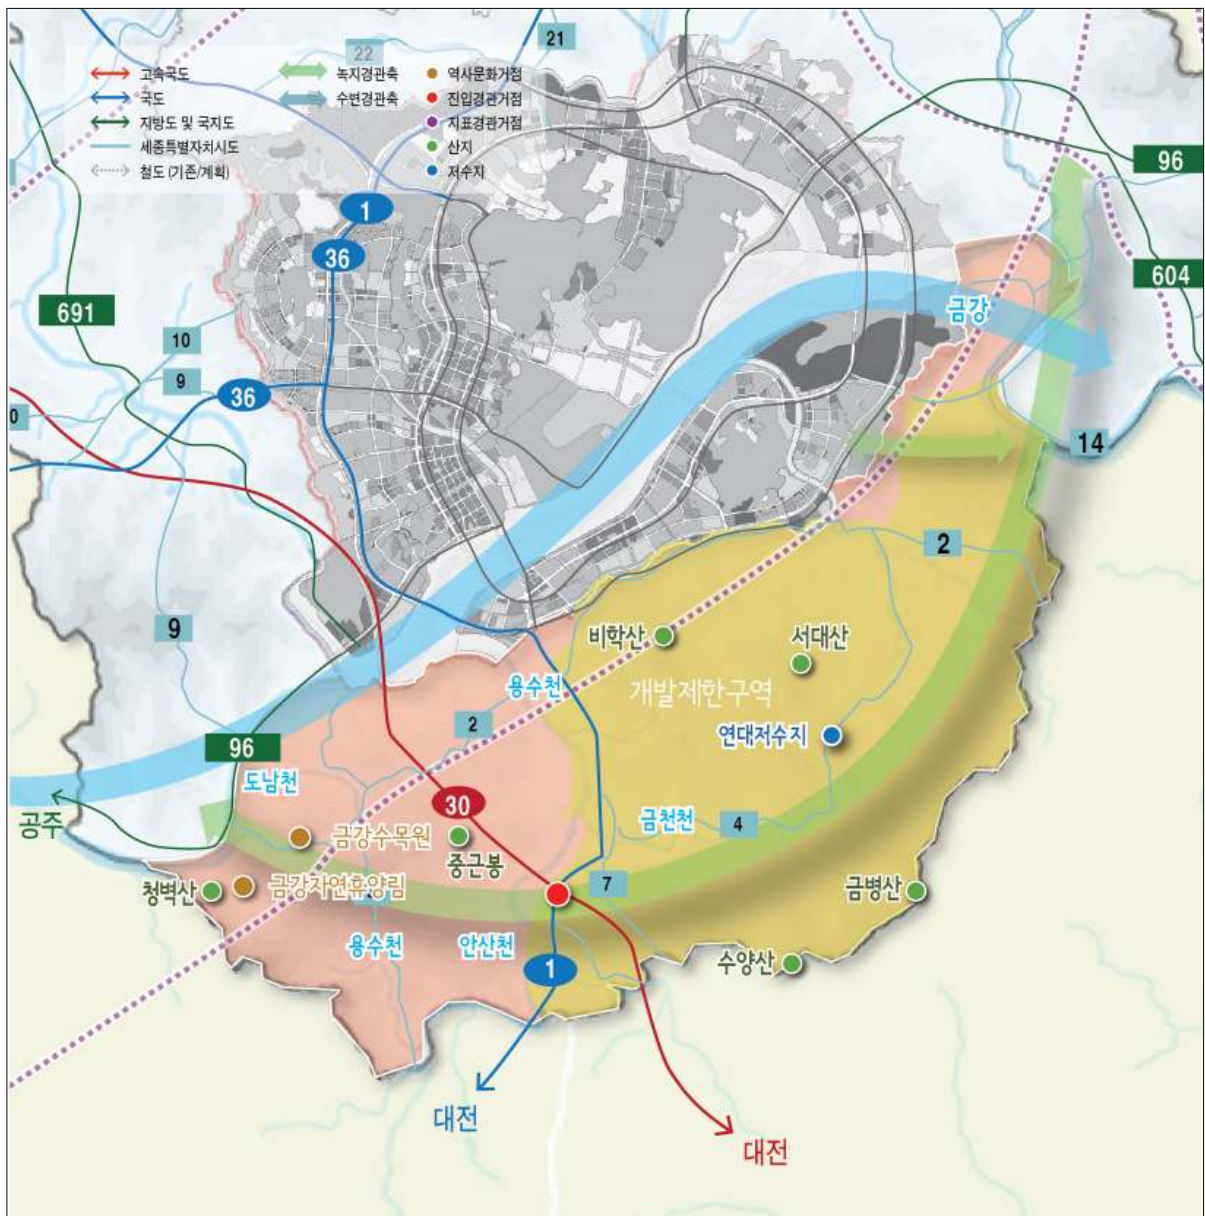 22
21
고속국도
녹지경관축
역사문화거점
국도
수변경관축
진입경관거점
지방도 및 국지도
지표경관거점
세종특별자치시도
산지
철도 (기존/계획)
저수지
96
1
36
604
691
금강
10
9
36
0
14
2
9
비학산
서대산
용수천
개발제한구역
2
연대저수지
96
도남천
30
공주
금천천
4
금강수목원
중근봉
7
청벽산
금강자연휴양림
금병산
용수천
안산천
수양산
1
대전
대전